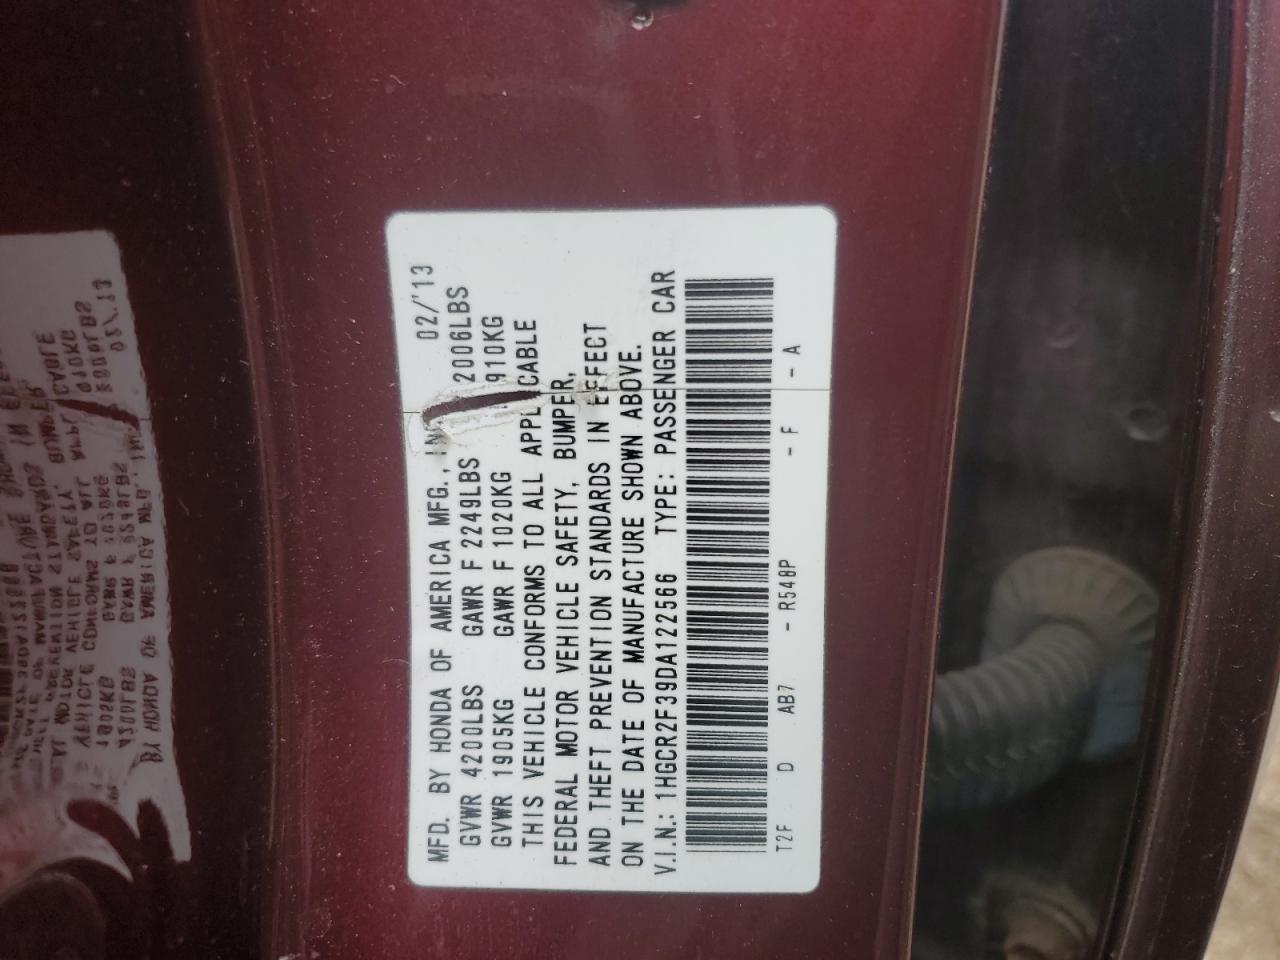 MFD. BY HONDA OF AMERICA MFG., IN 02/'13
GVWR 4200LBS GAWR F 2249LBS 2006LBS
GVWR 1905KG GAWR F 1020KG 910KG
THIS VEHICLE CONFORMS TO ALL APPLICABLE
FEDERAL MOTOR VEHICLE SAFETY, BUMPER,
AND THEFT PREVENTION STANDARDS IN EFFECT
ON THE DATE OF MANUFACTURE SHOWN ABOVE.
V.I.N.: 1HGCR2F39DA122566 TYPE: PASSENGER CAR
T2F D AB7 - R548P - F - A